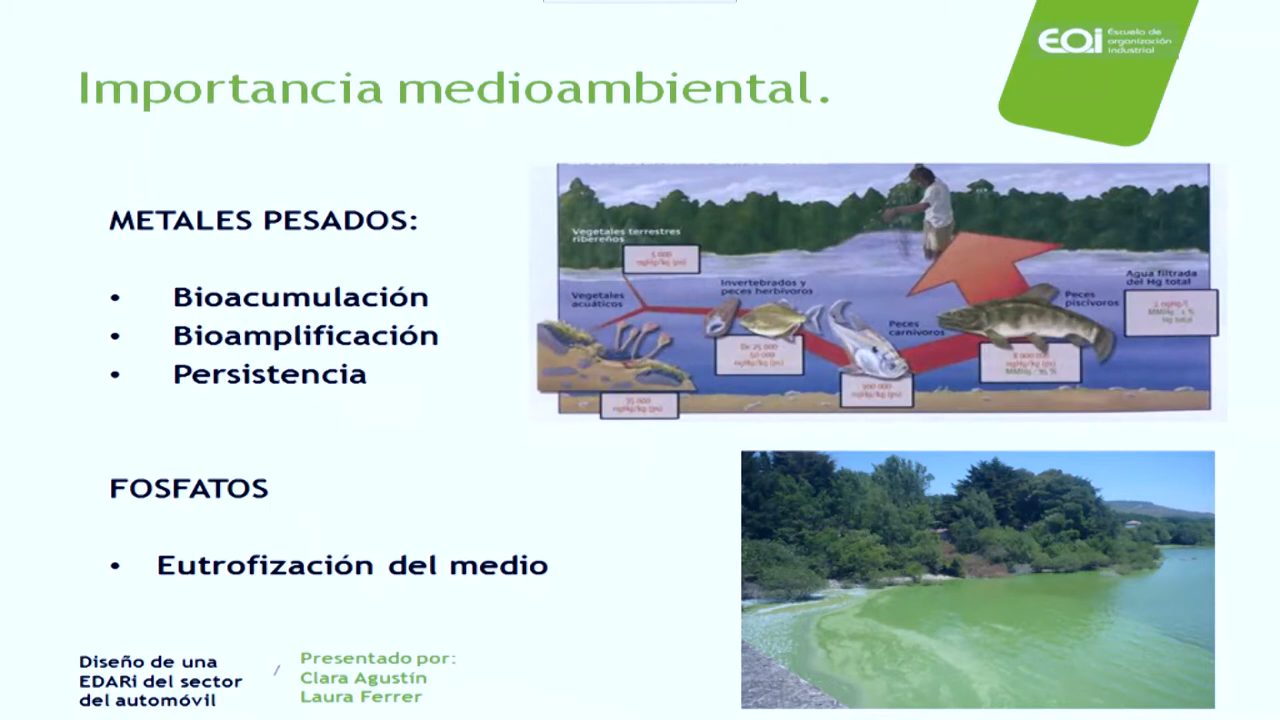 EOi Escuela de
organización
industrial
Importancia medioambiental.
METALES PESADOS:
• Bioacumulación
• Bioamplificación
• Persistencia
Vegetales terrestres
ribereños
Vegetales
acuáticos
Invertebrados y
peces herbívoros
Peces
carnívoros
Peces
piscívoros
Agua filtrada
del Hg total
FOSFATOS
• Eutrofización del medio
Diseño de una
EDARi del sector
del automóvil
/
Presentado por:
Clara Agustín
Laura Ferrer